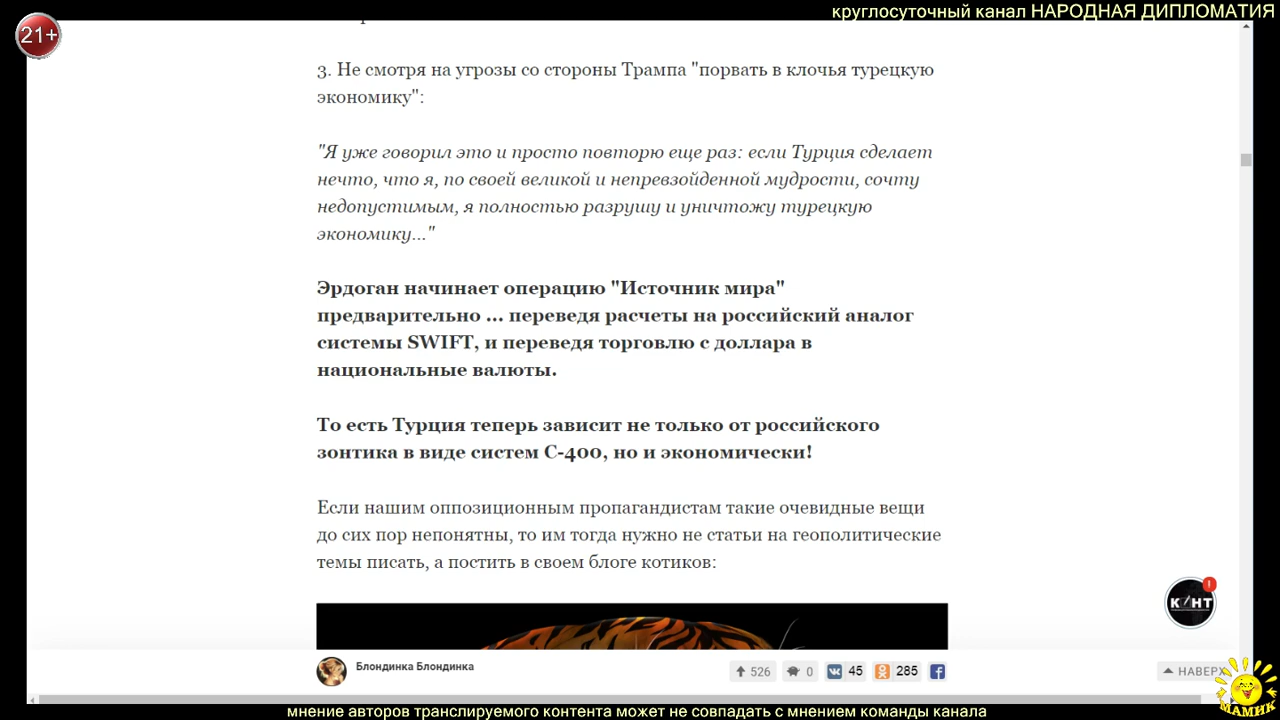 круглосуточный канал НАРОДНАЯ ДИПЛОМАТИЯ
21+
3. Не смотря на угрозы со стороны Трампа "порвать в клочья турецкую
экономику":
"Я уже говорил это и просто повторю еще раз: если Турция сделает
нечто, что я, по своей великой и непревзойденной мудрости, сочту
недопустимым, я полностью разрушу и уничтожу турецкую
экономику..."
Эрдоган начинает операцию "Источник мира"
предварительно ... переведя расчеты на российский аналог
системы SWIFT, и переведя торговлю с доллара в
национальные валюты.
То есть Турция теперь зависит не только от российского
зонтика в виде систем С-400, но и экономически!
Если нашим оппозиционным пропагандистам такие очевидные вещи
до сих пор непонятны, то им тогда нужно не статьи на геополитические
темы писать, а постить в своем блоге котиков:
КОНТ
!
Блондинка Блондинка
526
0
45
285
НАВЕРХ
МАМИК
мнение авторов транслируемого контента может не совпадать с мнением команды канала